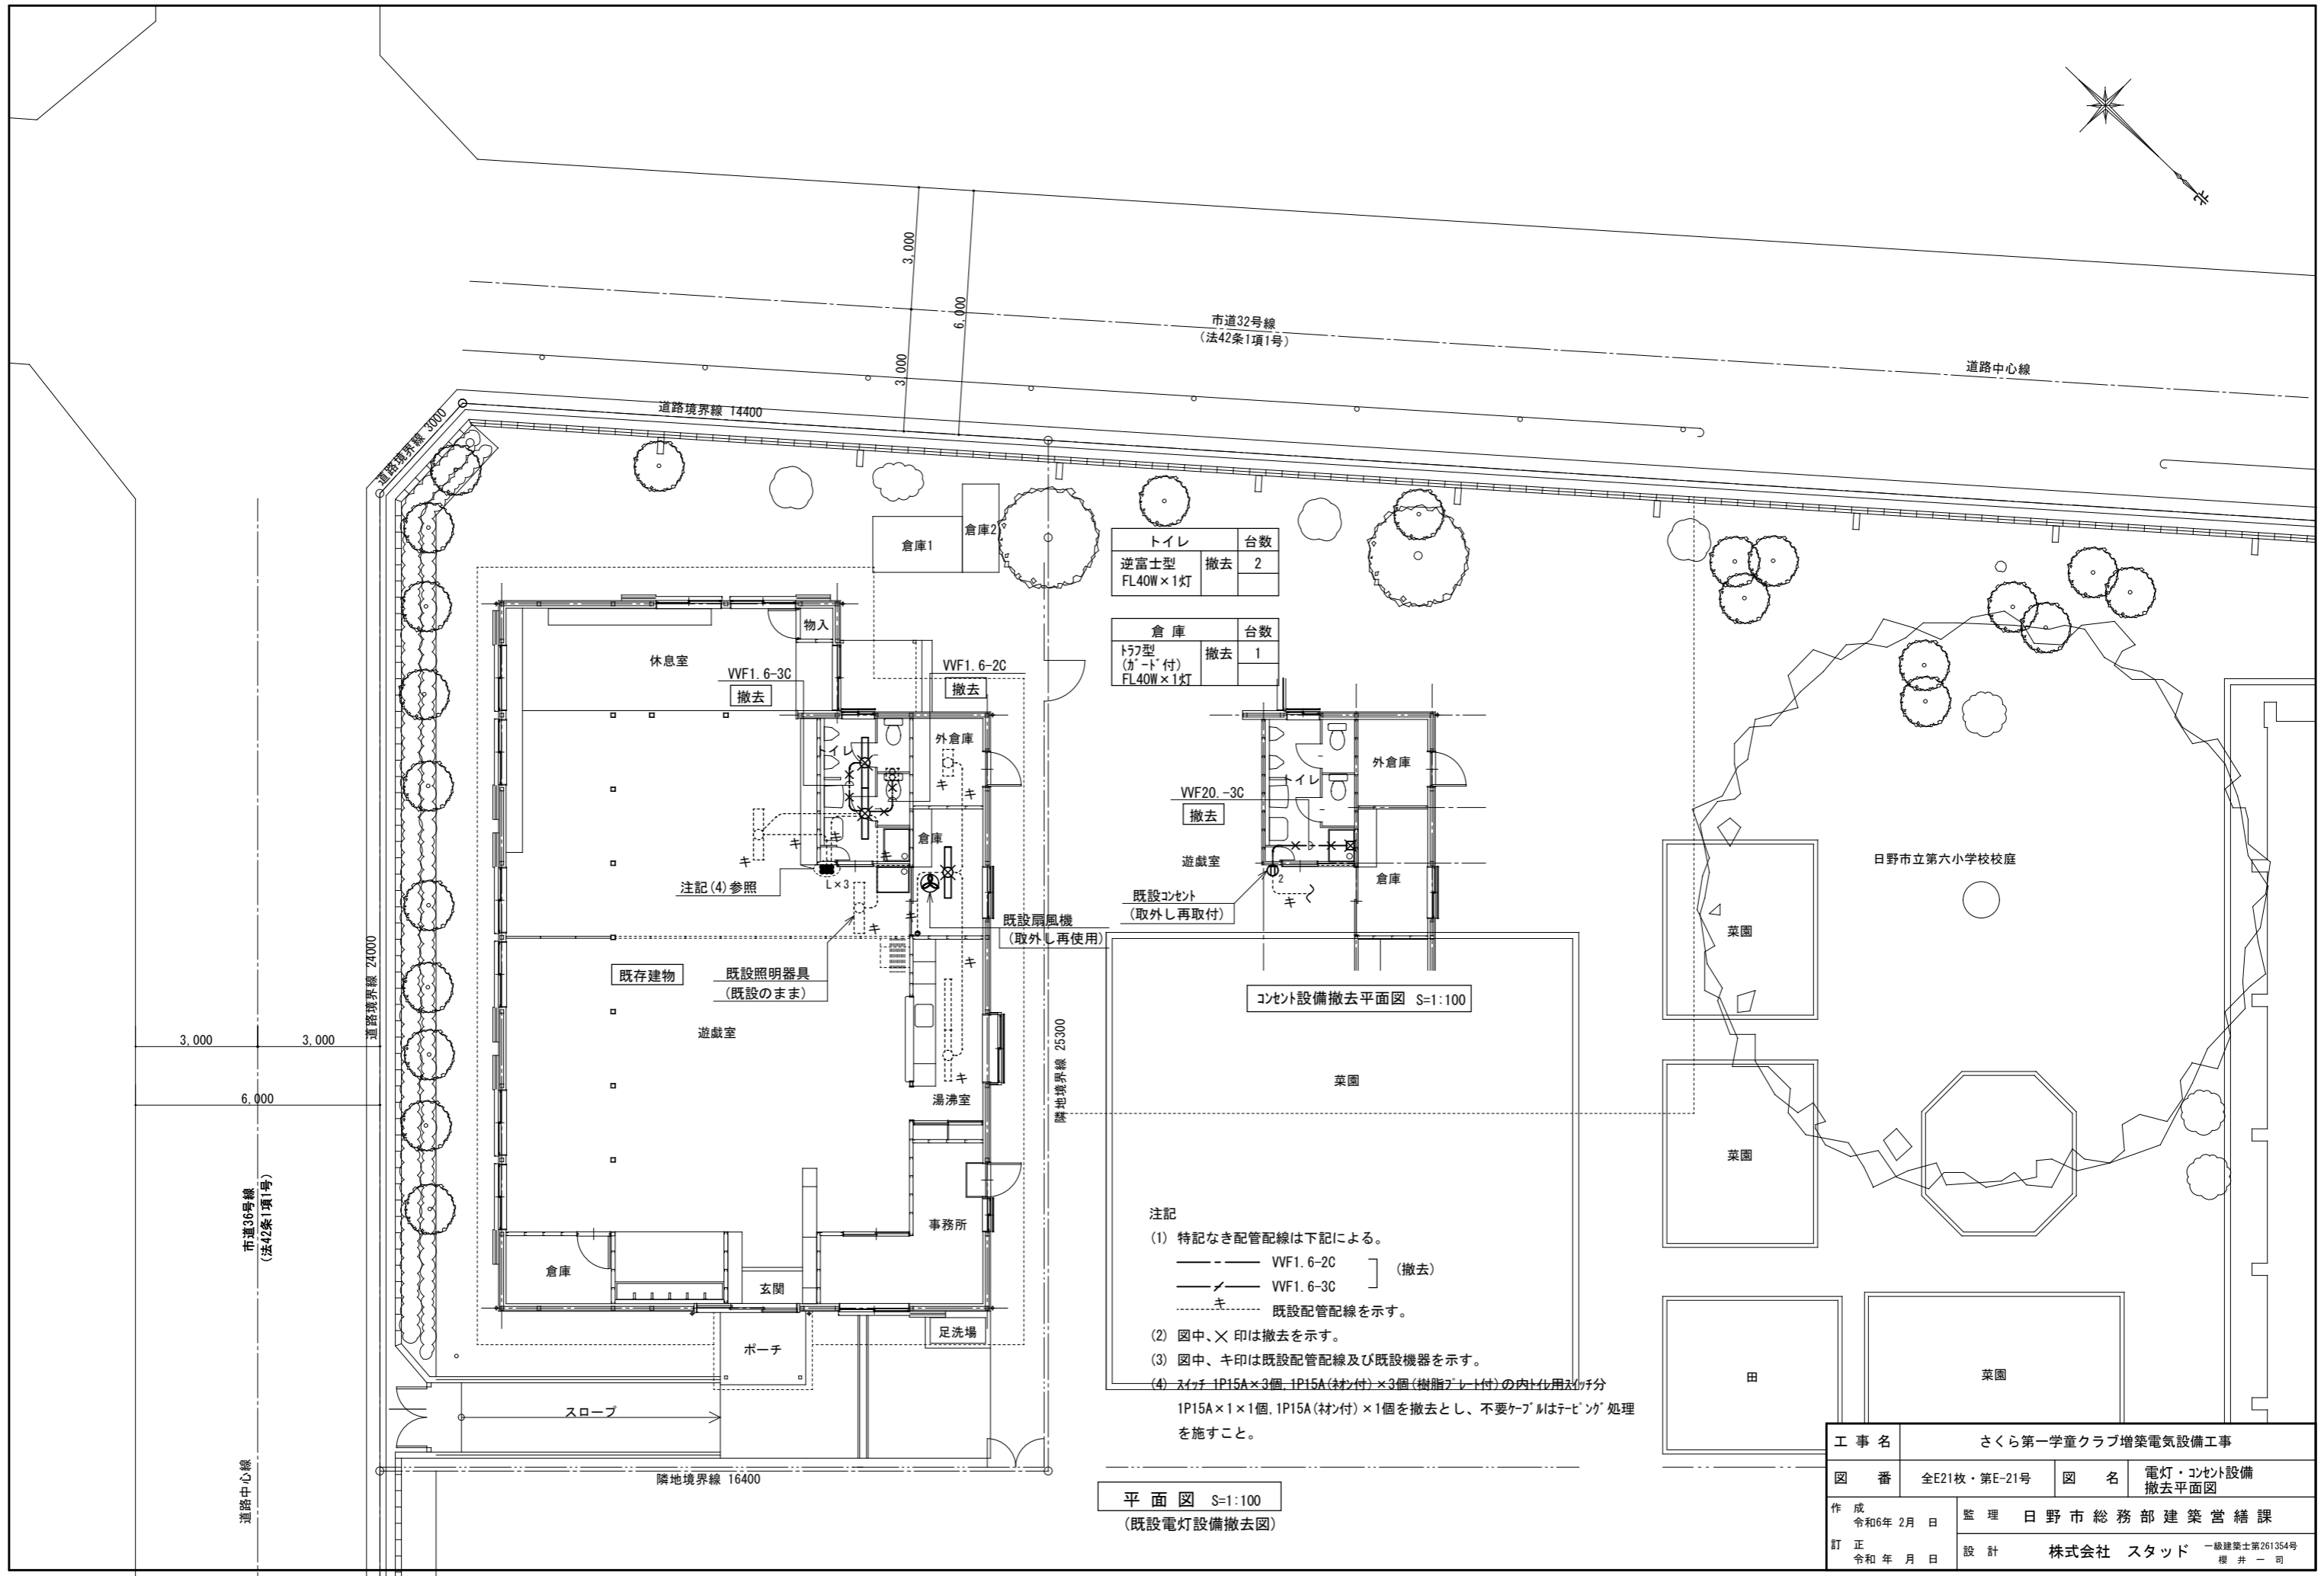 北
3,000
6,000
3,000
市道32号線
(法42条1項1号)
道路中心線
道路境界線 14400
道路境界線 3000
道路境界線 24000
3,000
3,000
6,000
市道36号線
(法42条1項1号)
道路中心線
倉庫1
倉庫2
トイレ 台数
逆富士型 撤去 2
FL40W×1灯
倉 庫 台数
トラフ型 撤去 1
(ガード付)
FL40W×1灯
物入
休息室
VVF1.6-3C
撤去
VVF1.6-2C
撤去
トイレ
外倉庫
キ
キ
キ
キ
キ
倉庫
L×3
注記(4)参照
キ
キ
既設扇風機
(取外し再使用)
キ
既存建物
既設照明器具
(既設のまま)
遊戯室
キ
湯沸室
事務所
倉庫
玄関
足洗場
ポーチ
スロープ
隣地境界線 25300
隣地境界線 16400
外倉庫
トイレ
VVF20.-3C
撤去
遊戯室
倉庫
2
既設コンセント
(取外し再取付)
キ
コンセント設備撤去平面図 S=1:100
菜園
日野市立第六小学校校庭
菜園
菜園
田
菜園
注記
(1) 特記なき配管配線は下記による。
VVF1.6-2C
(撤去)
VVF1.6-3C
キ 既設配管配線を示す。
(2) 図中、× 印は撤去を示す。
(3) 図中、キ印は既設配管配線及び既設機器を示す。
(4) スイッチ 1P15A×3個,1P15A(ネオン付)×3個(樹脂プレート付)の内トイレ用スイッチ分
1P15A×1×1個,1P15A(ネオン付)×1個を撤去とし、不要ケーブルはテーピング処理
を施すこと。
平 面 図 S=1:100
(既設電灯設備撤去図)
工 事 名 さくら第一学童クラブ増築電気設備工事
図 番 全E21枚・第E-21号 図 名 電灯・コンセント設備
撤去平面図
作 成
令和6年 2月 日
監 理 日 野 市 総 務 部 建 築 営 繕 課
訂 正
令和 年 月 日
設 計 株式会社 スタッド 一級建築士第261354号
櫻 井 一 司